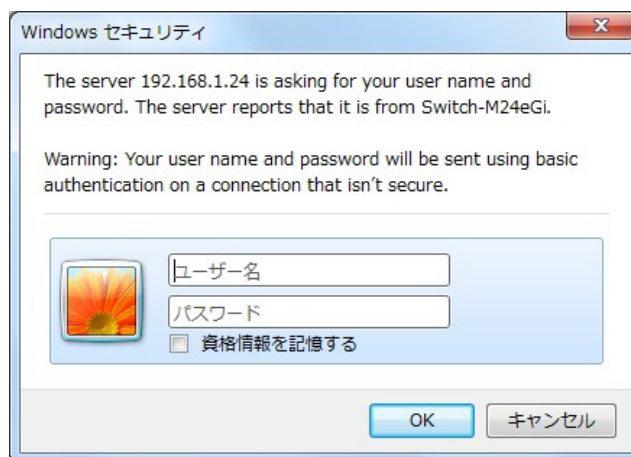 Windows セキュリティ
The server 192.168.1.24 is asking for your user name and
password. The server reports that it is from Switch-M24eGi.
Warning: Your user name and password will be sent using basic
authentication on a connection that isn't secure.
ユーザー名
パスワード
資格情報を記憶する
OK
キャンセル